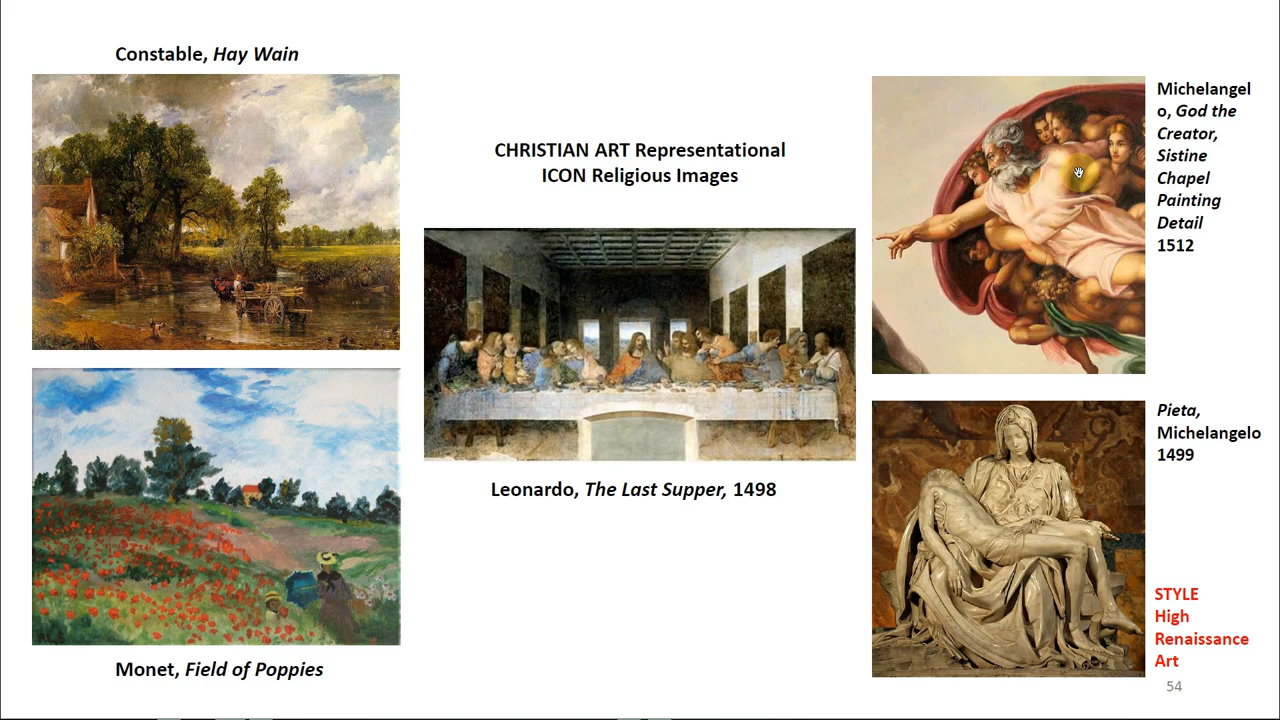 Constable, Hay Wain
CHRISTIAN ART Representational
ICON Religious Images
Leonardo, The Last Supper, 1498
Monet, Field of Poppies
Michelangel
o, God the
Creator,
Sistine
Chapel
Painting
Detail
1512
Pieta,
Michelangelo
1499
STYLE
High
Renaissance
Art
54